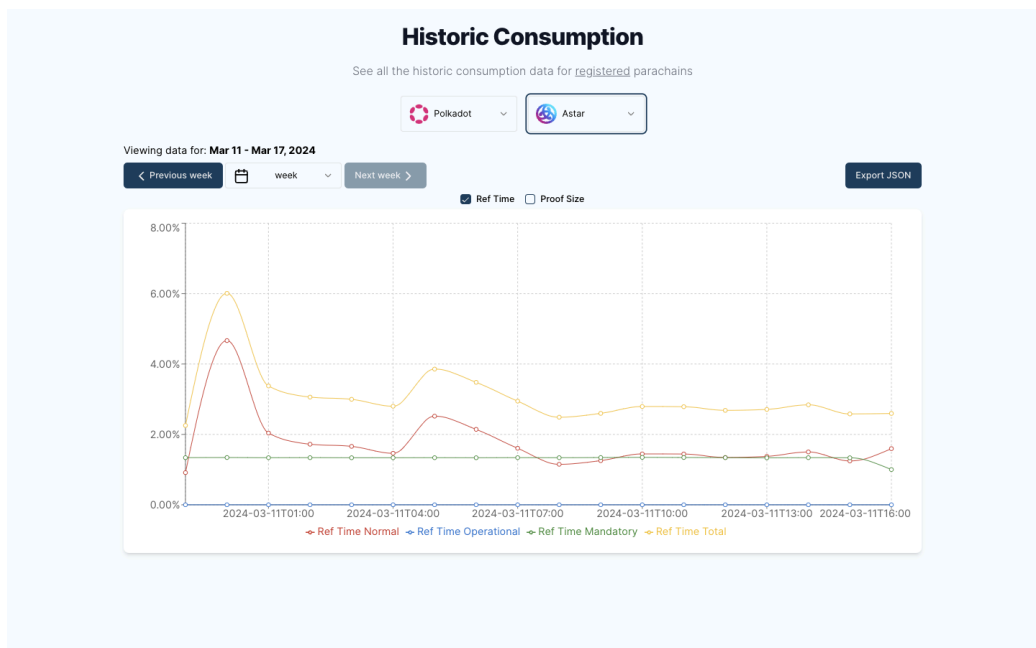 Historic Consumption
See all the historic consumption data for registered parachains
Polkadot
Astar
Viewing data for: Mar 11 - Mar 17, 2024
Previous week
week
Next week
Export JSON
Ref Time
Proof Size
8.00%
6.00%
4.00%
2.00%
0.00%
2024-03-11T01:00
2024-03-11T04:00
2024-03-11T07:00
2024-03-11T10:00
2024-03-11T13:00
2024-03-11T16:00
Ref Time Normal
Ref Time Operational
Ref Time Mandatory
Ref Time Total